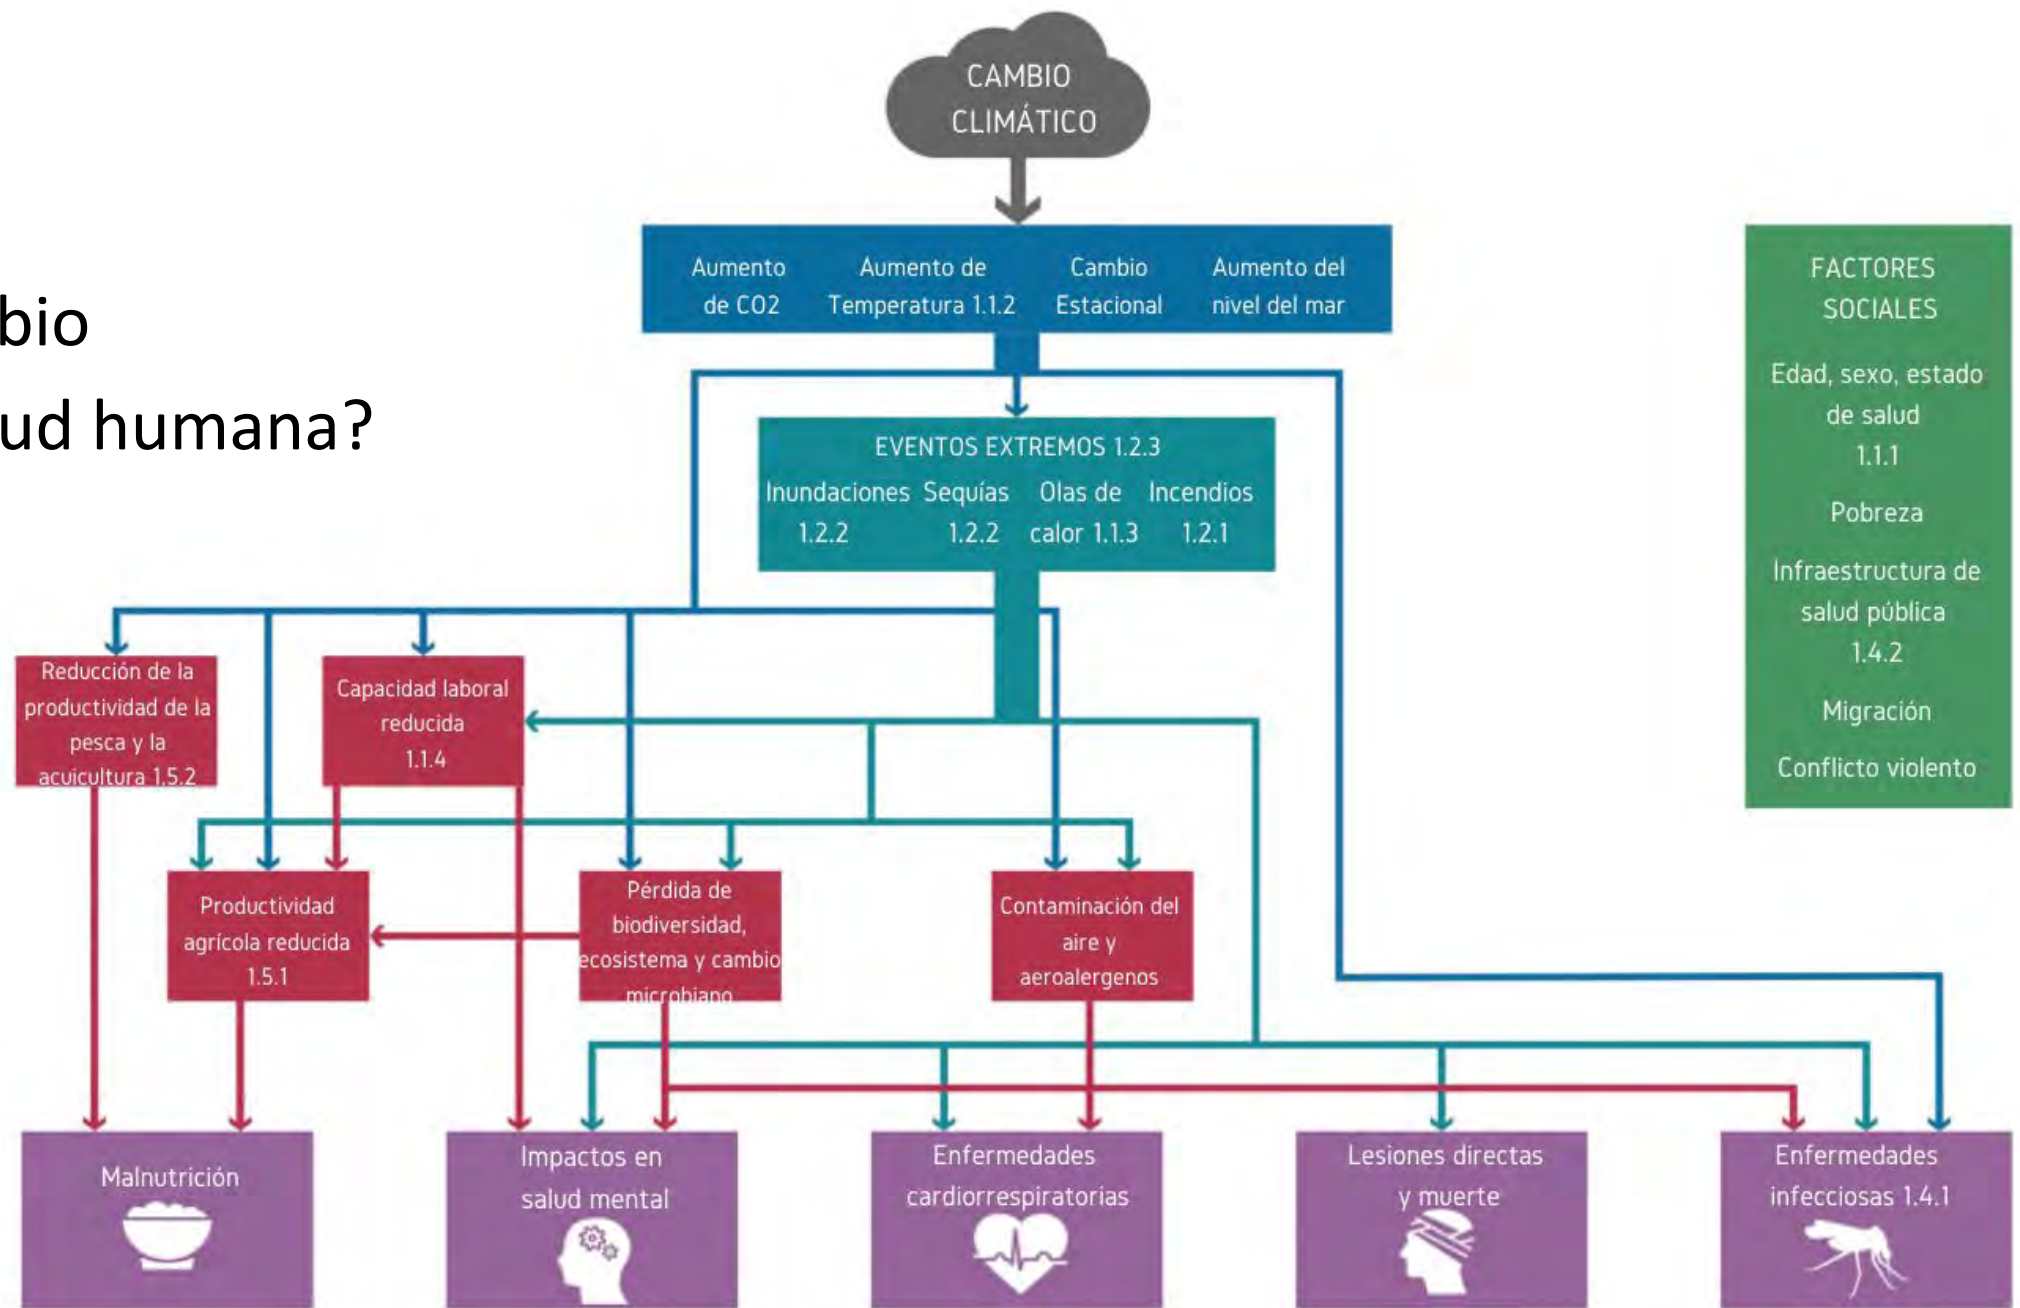 CAMBIO
CLIMÁTICO
bio
ud humana?
Aumento
de CO2
Aumento de
Temperatura 1.1.2
Cambio
Estacional
Aumento del
nivel del mar
FACTORES
SOCIALES
Edad, sexo, estado
de salud
1.1.1
Pobreza
Infraestructura de
salud pública
1.4.2
Migración
Conflicto violento
EVENTOS EXTREMOS 1.2.3
Inundaciones
1.2.2
Sequías
1.2.2
Olas de
calor 1.1.3
Incendios
1.2.1
Reducción de la
productividad de la
pesca y la
acuicultura 1.5.2
Capacidad laboral
reducida
1.1.4
Productividad
agrícola reducida
1.5.1
Pérdida de
biodiversidad,
ecosistema y cambio
microbiano
Contaminación del
aire y
aeroalergenos
Malnutrición
Impactos en
salud mental
Enfermedades
cardiorrespiratorias
Lesiones directas
y muerte
Enfermedades
infecciosas 1.4.1